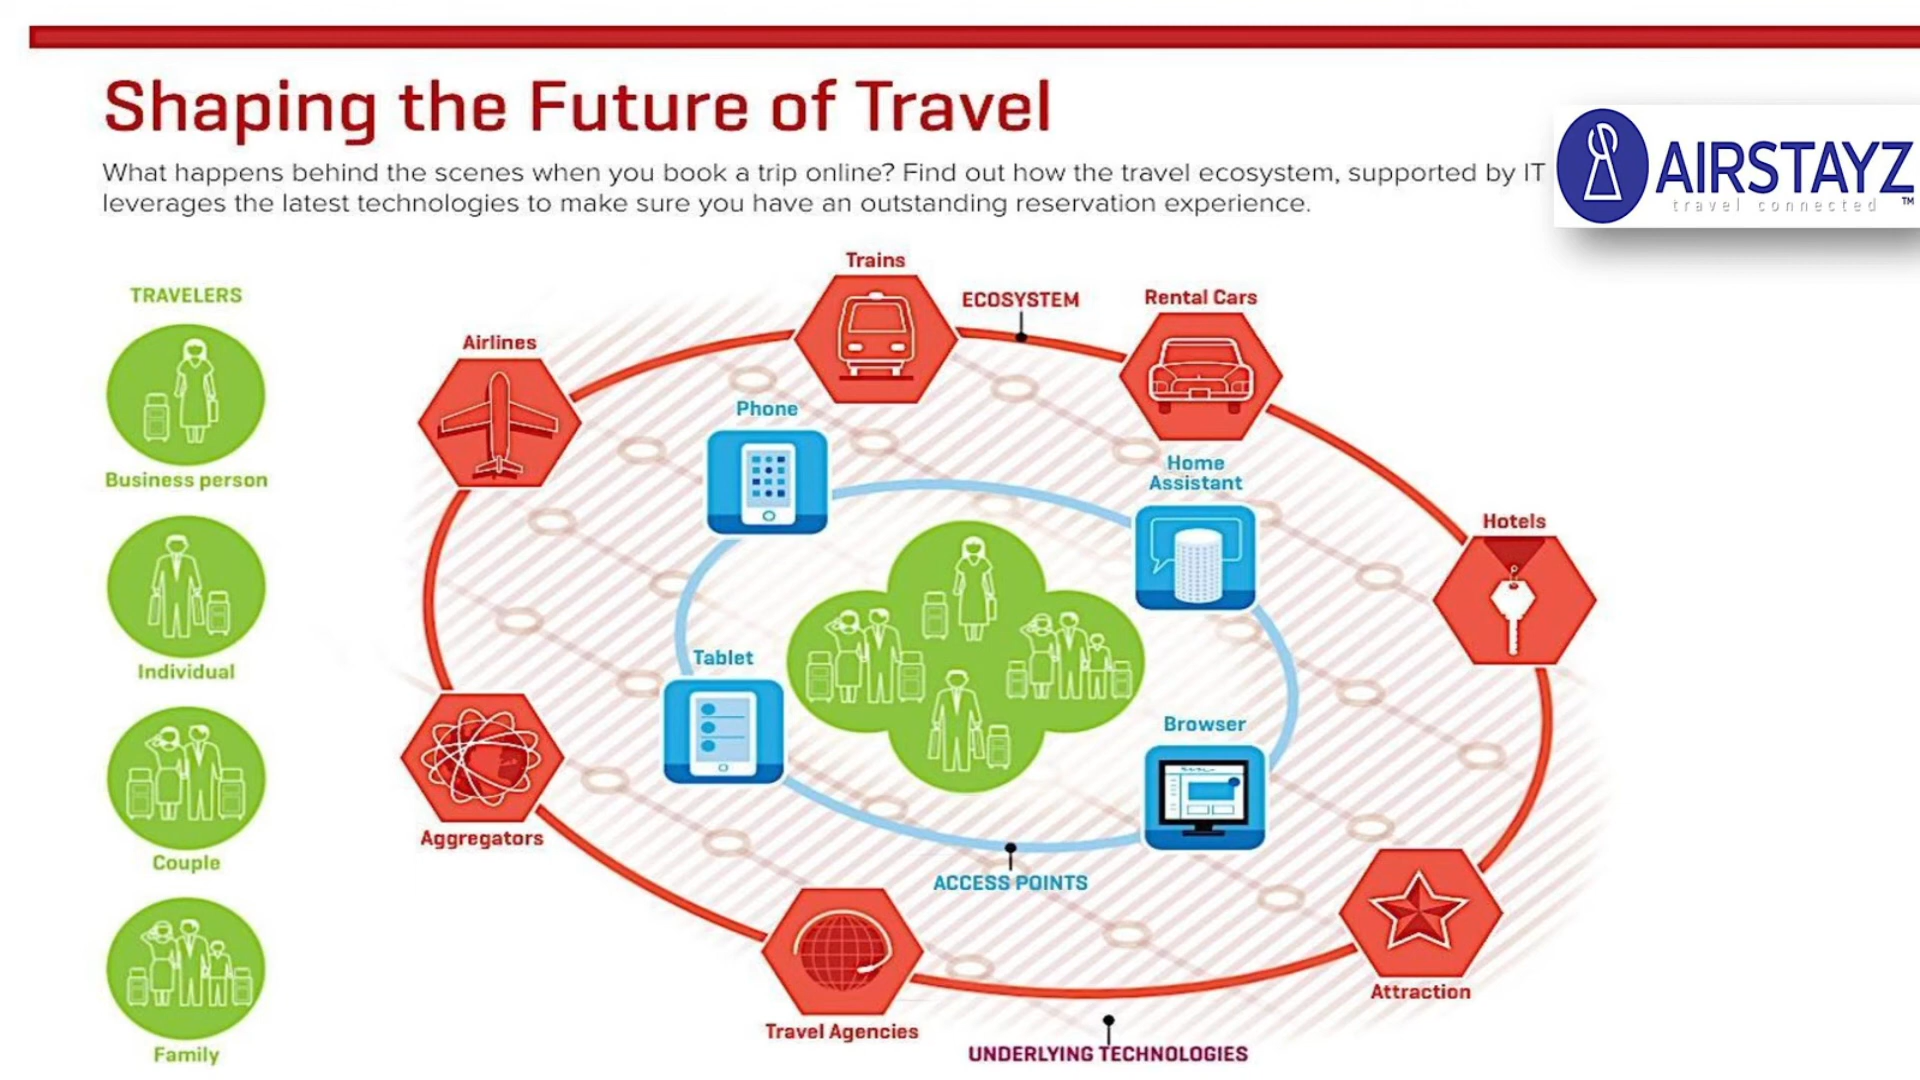 Shaping the Future of Travel
What happens behind the scenes when you book a trip online? Find out how the travel ecosystem, supported by IT
leverages the latest technologies to make sure you have an outstanding reservation experience.
AIRSTAYZ
travel connected
TM
TRAVELERS
Business person
Individual
Couple
Family
Trains
ECOSYSTEM
Rental Cars
Airlines
Phone
Home
Assistant
Hotels
Tablet
Browser
Aggregators
ACCESS POINTS
Attraction
Travel Agencies
UNDERLYING TECHNOLOGIES